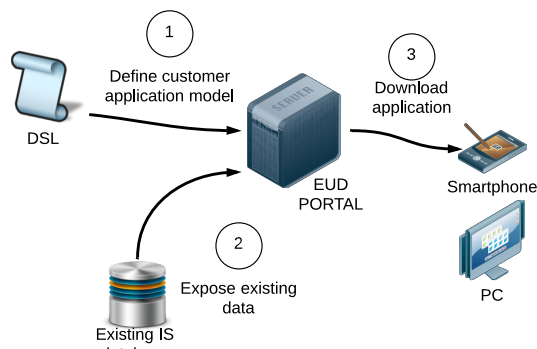 1
Define customer
application model
DSL
SERVER
3
Download
application
EUD
PORTAL
Smartphone
2
Expose existing
data
PC
Existing IS